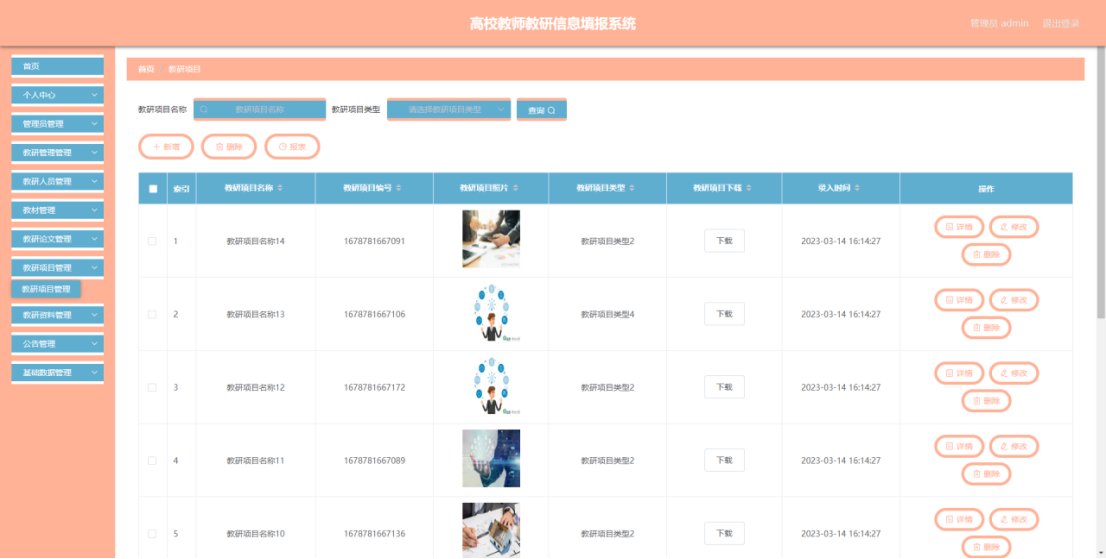 高校教师教研信息填报系统
管理员 admin 退出登录
首页
个人中心
管理员管理
教研管理管理
教研人员管理
教材管理
教研论文管理
教研项目管理
教研项目管理
教研资料管理
公告管理
基础数据管理
首页 教研项目
教研项目名称 教研项目名称 教研项目类型 请选择教研项目类型 查询
新增 删除 报表
索引 教研项目名称 教研项目编号 教研项目照片 教研项目类型 教研项目下载 录入时间 操作
1 教研项目名称14 1678781667091 教研项目类型2 下载 2023-03-14 16:14:27 详情 修改
删除
2 教研项目名称13 1678781667106 教研项目类型4 下载 2023-03-14 16:14:27 详情 修改
删除
3 教研项目名称12 1678781667172 教研项目类型2 下载 2023-03-14 16:14:27 详情 修改
删除
4 教研项目名称11 1678781667089 教研项目类型2 下载 2023-03-14 16:14:27 详情 修改
删除
5 教研项目名称10 1678781667136 教研项目类型2 下载 2023-03-14 16:14:27 详情 修改
删除